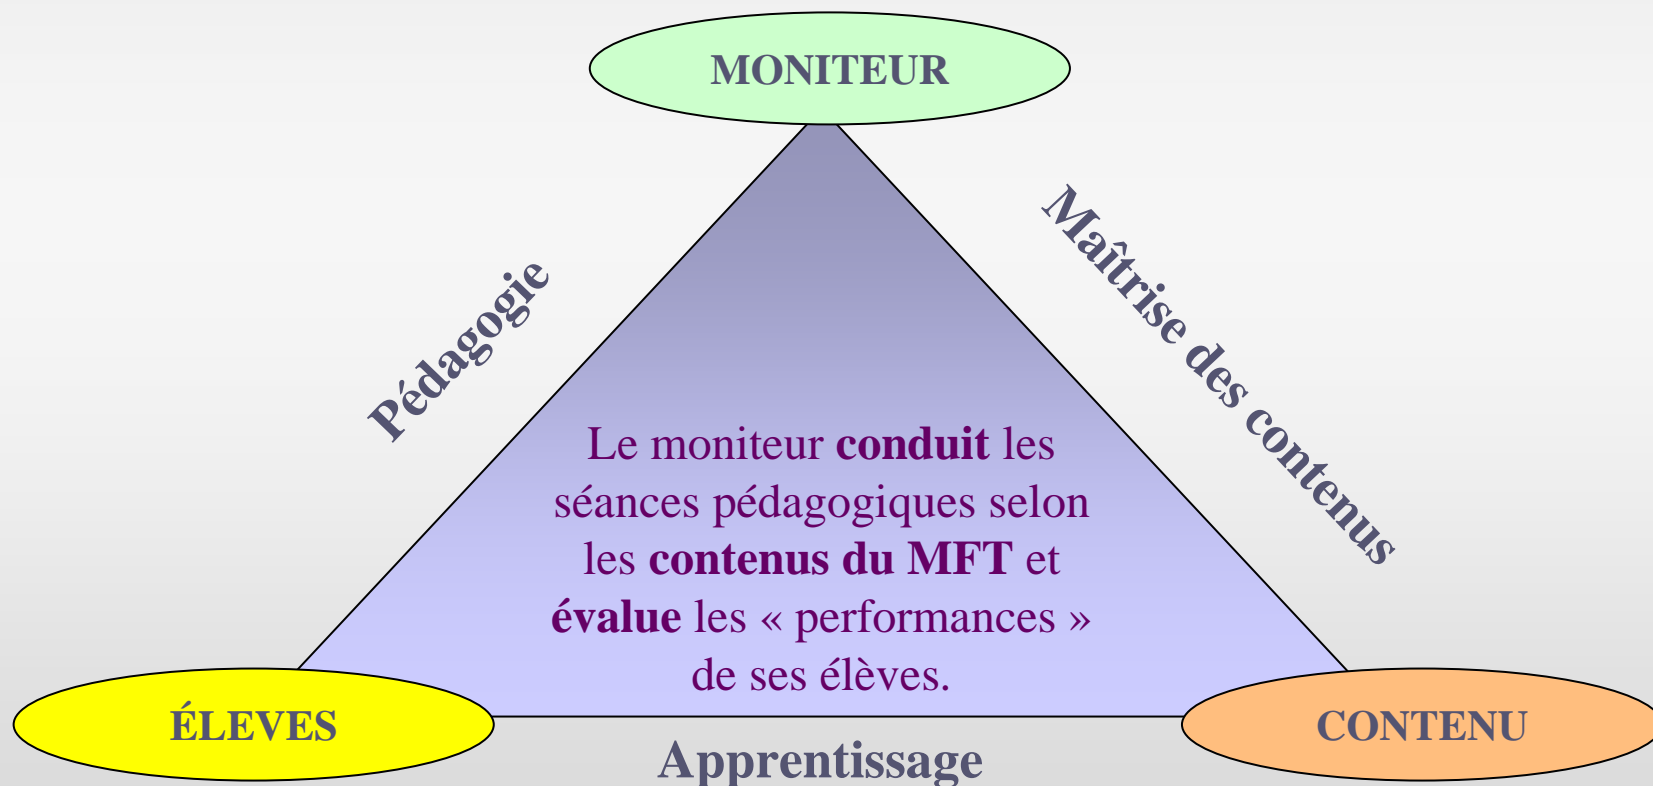 MONITEUR
Pédagogie
Maîtrise des contenus
Le moniteur conduit les
séances pédagogiques selon
les contenus du MFT et
évalue les « performances »
de ses élèves.
ÉLEVES
CONTENU
Apprentissage